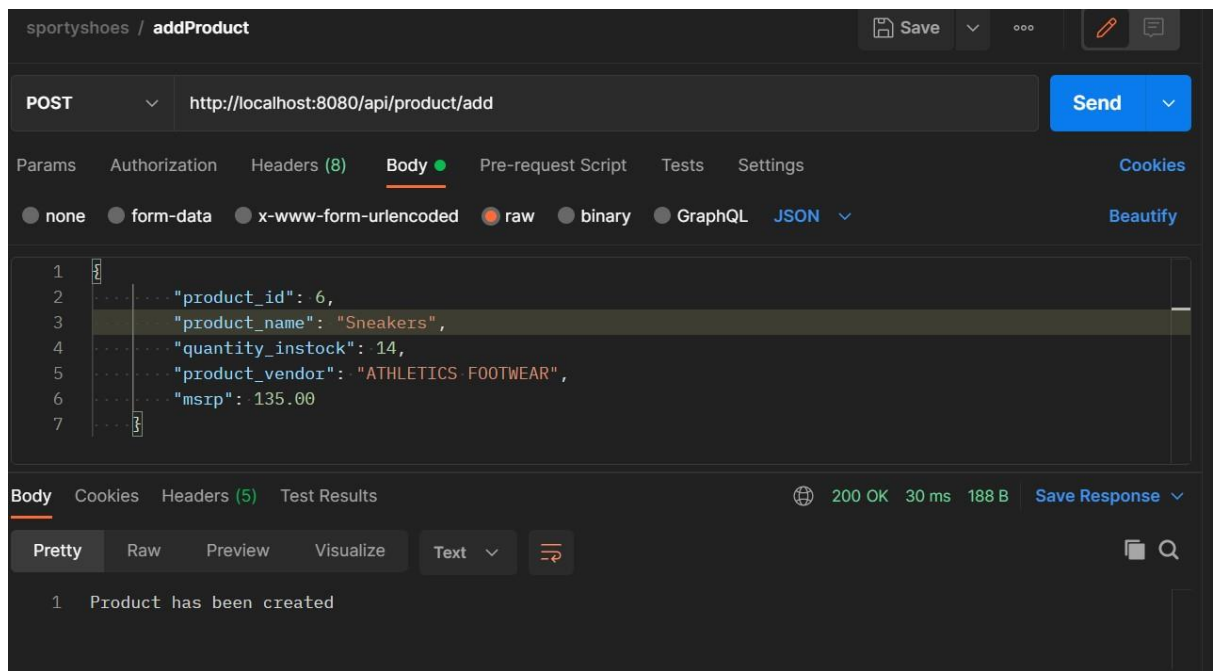 sportyshoes / addProduct
Save
POST http://localhost:8080/api/product/add Send
Params Authorization Headers (8) Body Pre-request Script Tests Settings Cookies
none form-data x-www-form-urlencoded raw binary GraphQL JSON Beautify
1 {
2 "product_id": 6,
3 "product_name": "Sneakers",
4 "quantity_instock": 14,
5 "product_vendor": "ATHLETICS FOOTWEAR",
6 "msrp": 135.00
7 }
Body Cookies Headers (5) Test Results 200 OK 30 ms 188 B Save Response
Pretty Raw Preview Visualize Text
1 Product has been created